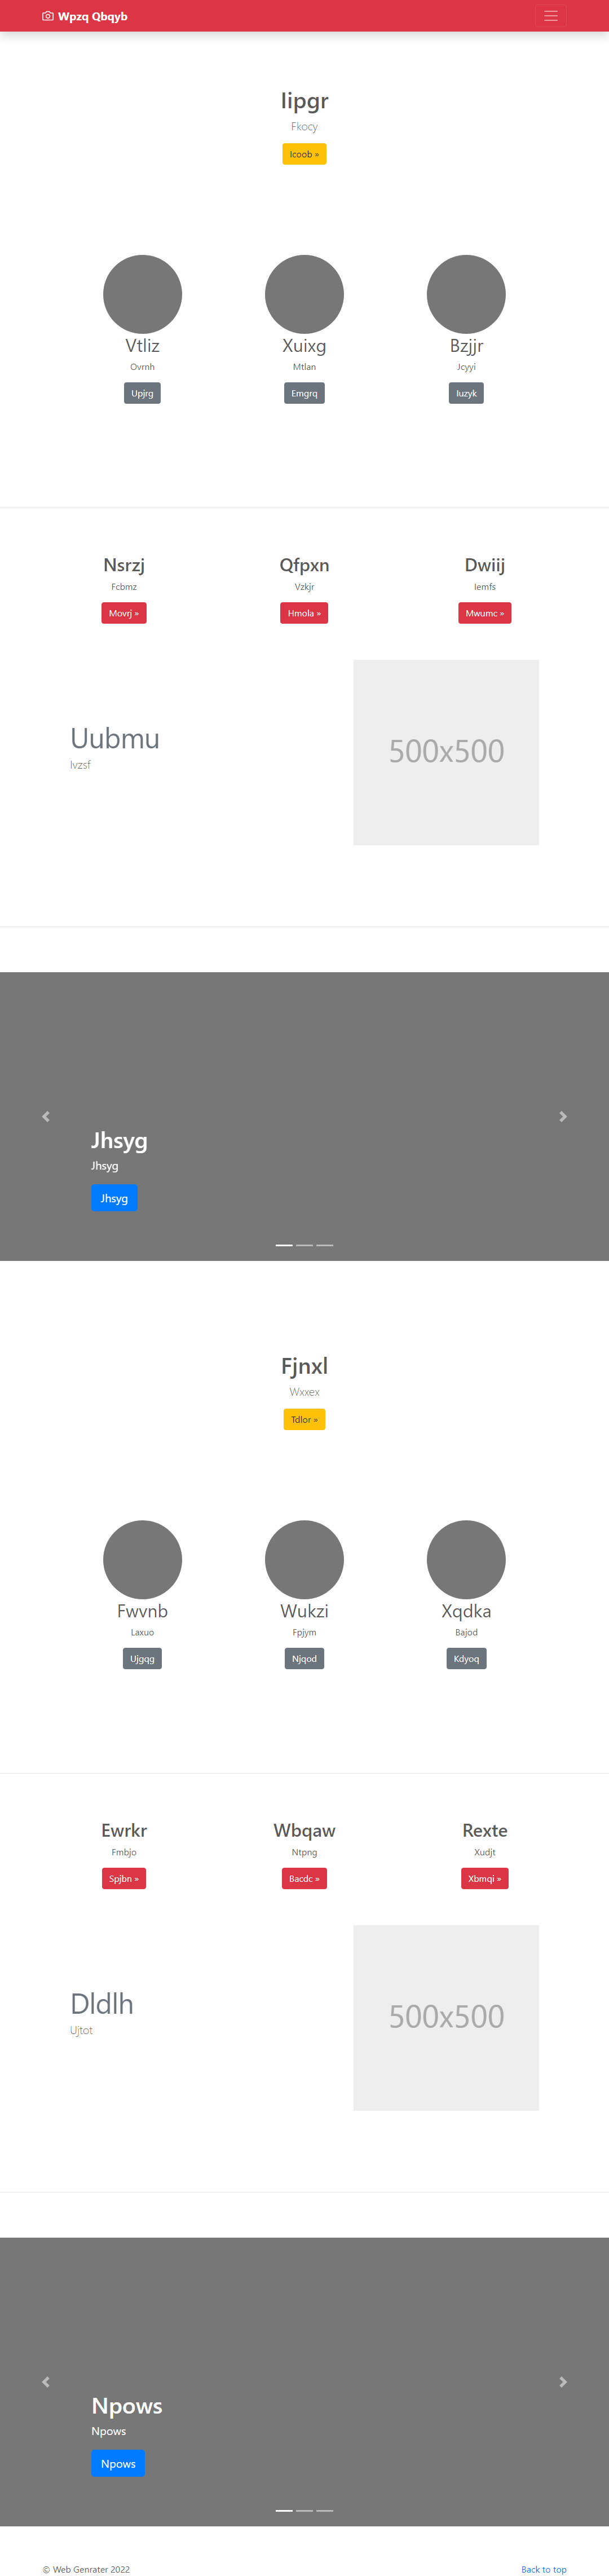 Wpzq Qbqyb
Iipgr
Fkocy
Icoob »
Vtliz Xuixg Bzjjr
Ovrnh Mtlan Jcyyi
Upjrg Emgrq Iuzyk
Nsrzj Qfpxn Dwiij
Fcbmz Vzkjr Iemfs
Movrj » Hmola » Mwumc »
Uubmu
Ivzsf
500x500
Jhsyg
Jhsyg
Jhsyg
Fjnxl
Wxxex
Tdlor »
Fwvnb Wukzi Xqdka
Laxuo Fpjym Bajod
Ujgqg Njqod Kdyoq
Ewrkr Wbqaw Rexte
Fmbjo Ntpng Xudjt
Spjbn » Bacdc » Xbmqi »
Dldlh
Ujtot
500x500
Npows
Npows
Npows
© Web Genrater 2022 Back to top